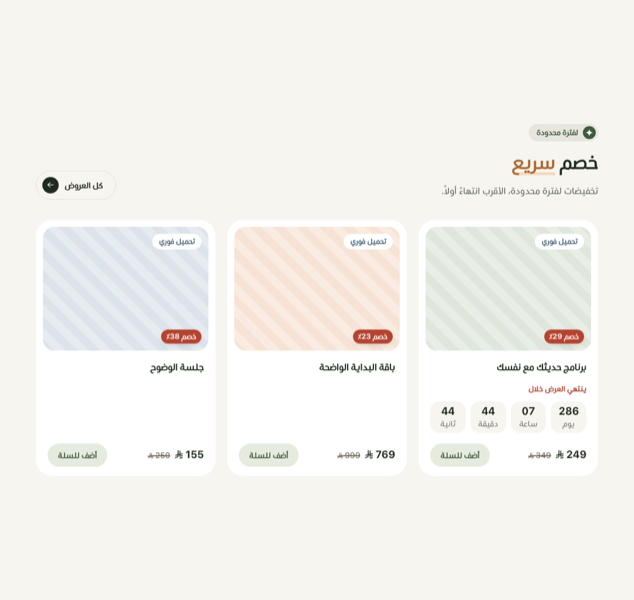 لفترة محدودة
خصم سريع
تخفيضات لفترة محدودة، الأقرب انتهاءً أولاً.
كل العروض
تحميل فوري
خصم 29٪
برنامج حديثك مع نفسك
ينتهي العرض خلال
286 07 44 44
يوم ساعة دقيقة ثانية
249 349
أضف للسلة
تحميل فوري
خصم 23٪
باقة البداية الواضحة
769 999
أضف للسلة
تحميل فوري
خصم 38٪
جلسة الوضوح
155 250
أضف للسلة